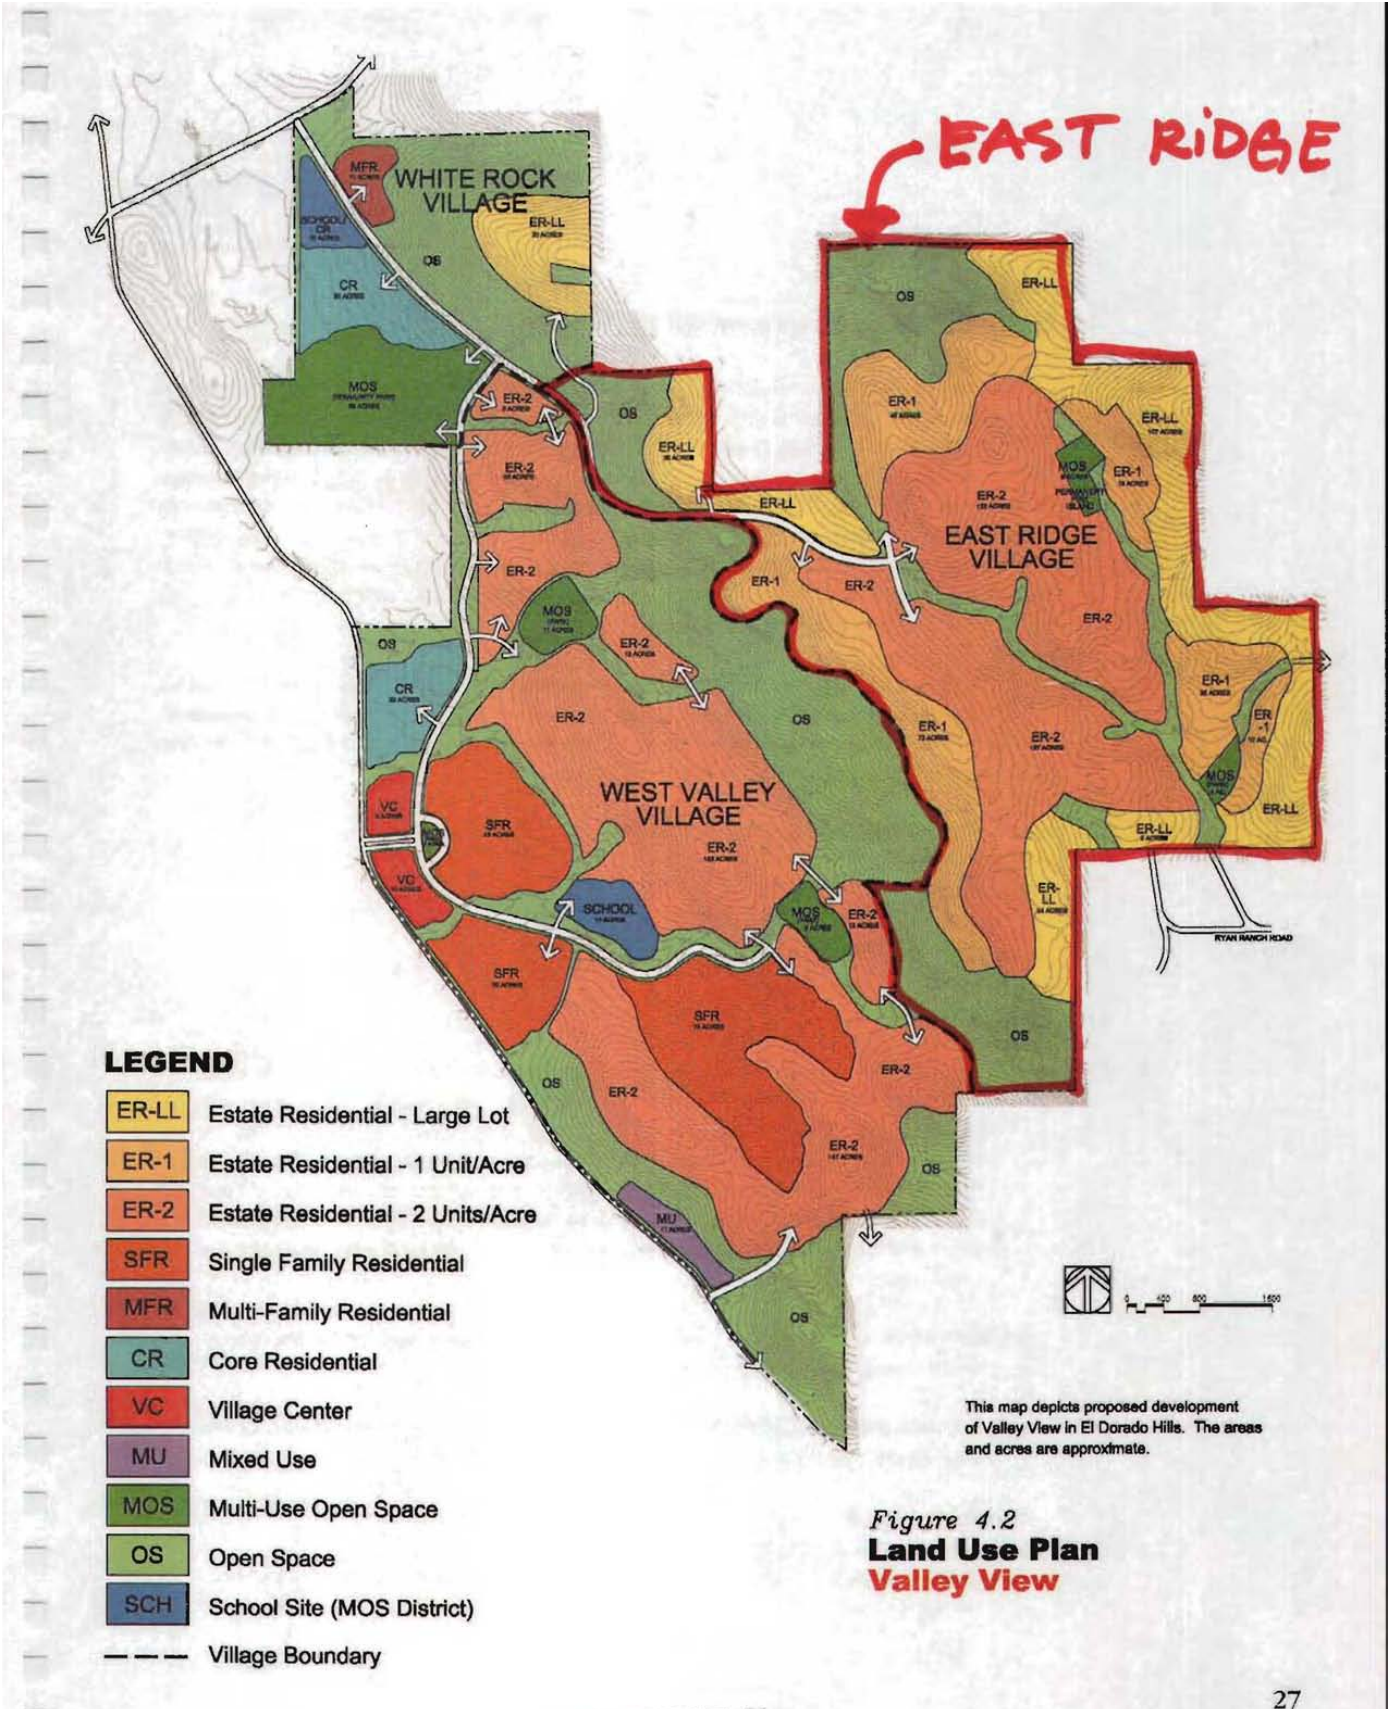 EAST RiDGE
MFR
WHITE ROCK
VILLAGE
SCHOOL/
CR
ER-LL
OS
CR
MOS
ER-2
ER-2
ER-2
OS
ER-LL
ER-LL
OS
ER-LL
ER-1
ER-LL
MOS
ER-1
ER-2
EAST RIDGE
VILLAGE
ER-1
ER-2
ER-2
MOS
ER-2
OS
CR
ER-2
OS
ER-1
ER-2
ER-1
ER
-1
MOS
ER-LL
ER-LL
WEST VALLEY
VILLAGE
ER-2
VC
SFR
VC
SCHOOL
MOS
ER-2
ER-
LL
RYAN RANCH ROAD
SFR
SFR
OS
ER-2
OS
ER-2
ER-2
OS
MU
OS
0 400 800 1600
LEGEND
ER-LL Estate Residential - Large Lot
ER-1 Estate Residential - 1 Unit/Acre
ER-2 Estate Residential - 2 Units/Acre
SFR Single Family Residential
MFR Multi-Family Residential
CR Core Residential
VC Village Center
MU Mixed Use
MOS Multi-Use Open Space
OS Open Space
SCH School Site (MOS District)
Village Boundary
This map depicts proposed development
of Valley View in El Dorado Hills. The areas
and acres are approximate.
Figure 4.2
Land Use Plan
Valley View
27